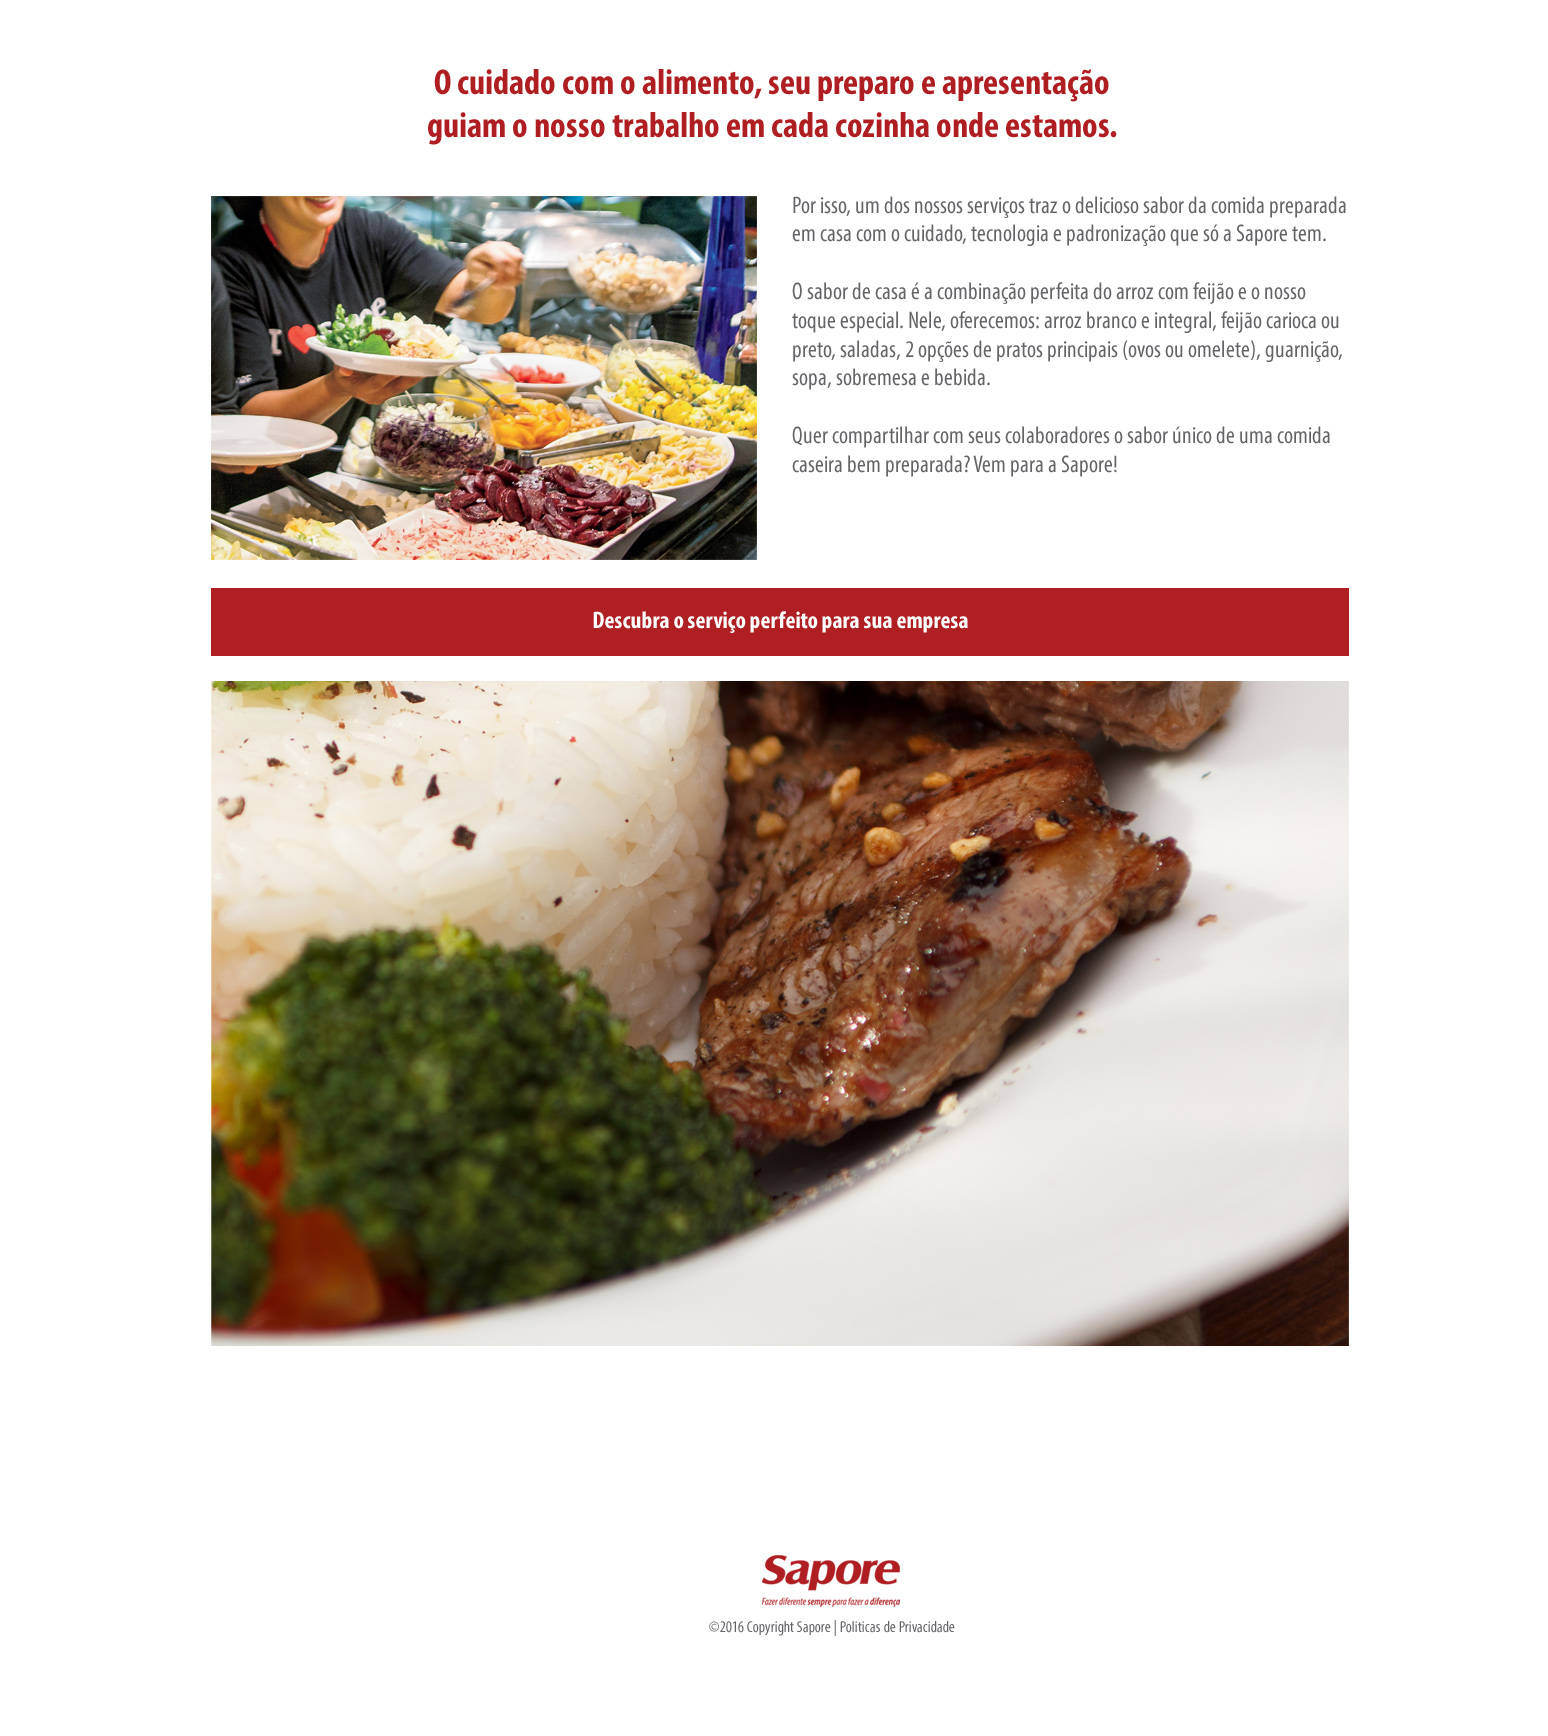 O cuidado com o alimento, seu preparo e apresentação
guiam o nosso trabalho em cada cozinha onde estamos.
Por isso, um dos nossos serviços traz o delicioso sabor da comida preparada
em casa com o cuidado, tecnologia e padronização que só a Sapore tem.
O sabor de casa é a combinação perfeita do arroz com feijão e o nosso
toque especial. Nele, oferecemos: arroz branco e integral, feijão carioca ou
preto, saladas, 2 opções de pratos principais (ovos ou omelete), guarnição,
sopa, sobremesa e bebida.
Quer compartilhar com seus colaboradores o sabor único de uma comida
caseira bem preparada? Vem para a Sapore!
I
Descubra o serviço perfeito para sua empresa
Sapore
Fazer diferente sempre para fazer a diferença
©2016 Copyright Sapore | Politicas de Privacidade